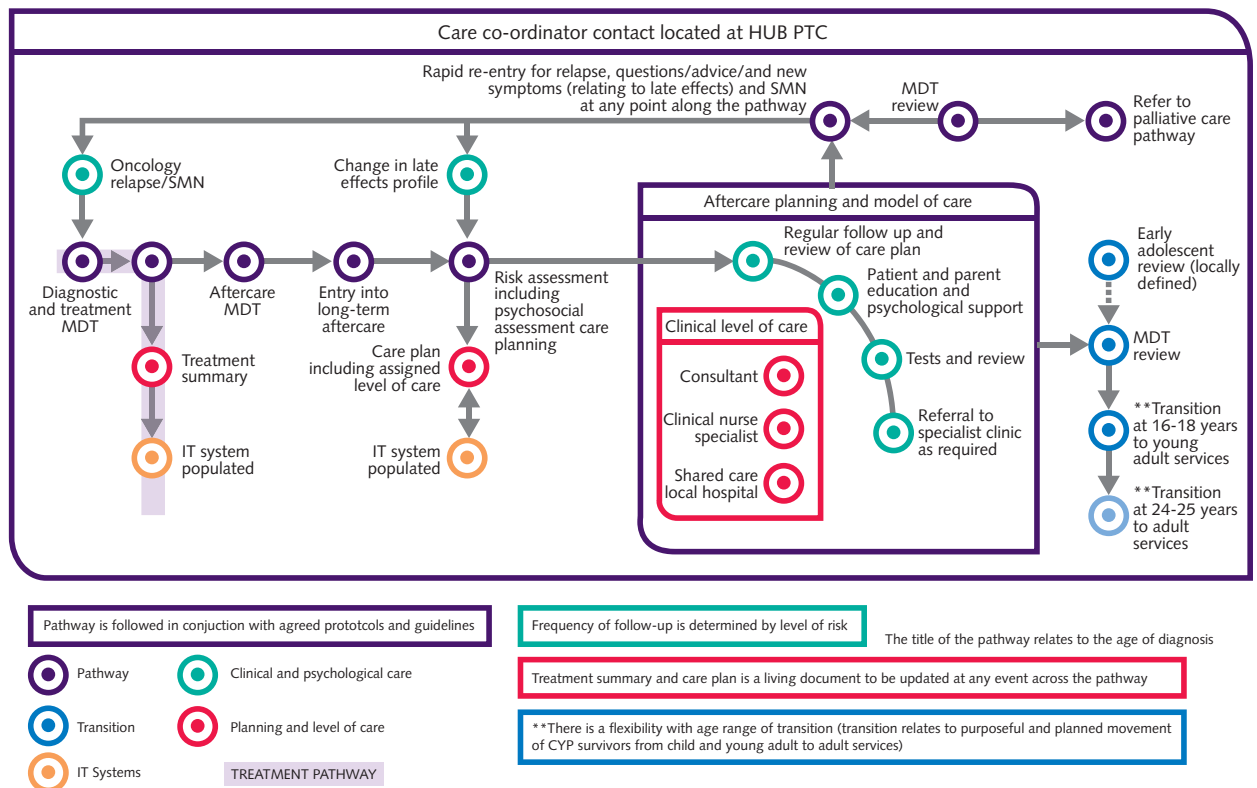 Care co-ordinator contact located at HUB PTC
Rapid re-entry for relapse, questions/advice/and new
symptoms (relating to late effects) and SMN
at any point along the pathway
MDT
review
Refer to
palliative care
pathway
Oncology
relapse/SMN
Change in late
effects profile
Aftercare planning and model of care
Diagnostic
and treatment
MDT
Aftercare
MDT
Entry into
long-term
aftercare
Risk assessment
including
psychosocial
assessment care
planning
Regular follow up and
review of care plan
Patient and parent
education and
psychological support
Tests and review
Referral to
specialist clinic
as required
Clinical level of care
Consultant
Clinical nurse
specialist
Shared care
local hospital
Treatment
summary
IT system
populated
Care plan
including assigned
level of care
IT system
populated
Early
adolescent
review (locally
defined)
MDT
review
**Transition
at 16-18 years
to young
adult services
**Transition
at 24-25 years
to adult
services
Pathway is followed in conjuction with agreed prototcols and guidelines
Pathway
Clinical and psychological care
Transition
Planning and level of care
IT Systems
TREATMENT PATHWAY
Frequency of follow-up is determined by level of risk
The title of the pathway relates to the age of diagnosis
Treatment summary and care plan is a living document to be updated at any event across the pathway
**There is a flexibility with age range of transition (transition relates to purposeful and planned movement
of CYP survivors from child and young adult to adult services)